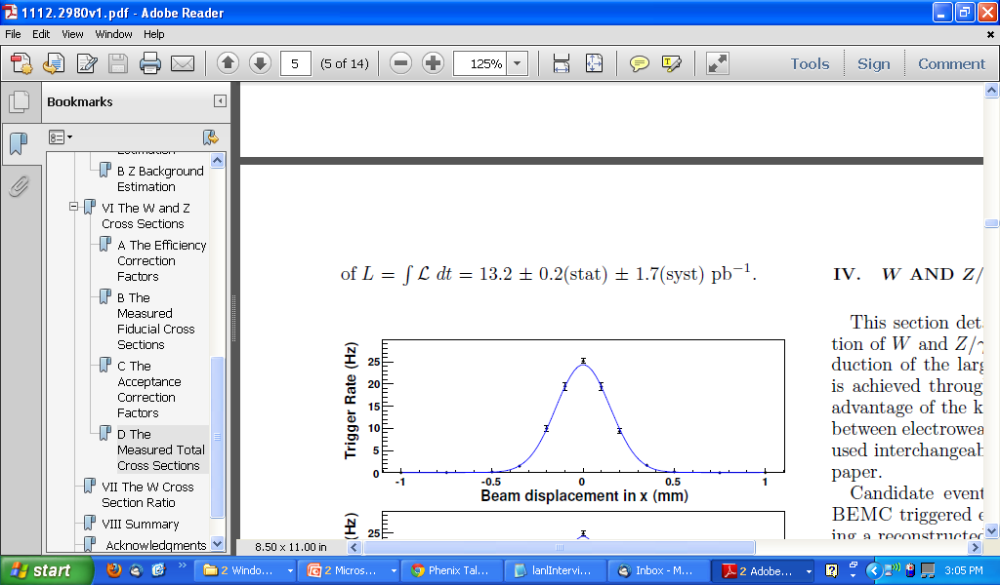 1112.2980v1.pdf - Adobe Reader
File Edit View Window Help
5 (5 of 14) 125% Tools Sign Comment
Bookmarks
Estimation
B Z Background
Estimation
VI The W and Z
Cross Sections
A The Efficiency
Correction
Factors
B The
Measured
Fiducial Cross
Sections
C The
Acceptance
Correction
Factors
D The
Measured Total
Cross Sections
VII The W Cross
Section Ratio
VIII Summary
Acknowledgments
of L = ∫ ℒ dt = 13.2 ± 0.2(stat) ± 1.7(syst) pb⁻¹.
Trigger Rate (Hz)
25
20
15
10
5
0
-1 -0.5 0 0.5 1
Beam displacement in x (mm)
(Hz)
25
IV. W AND Z/
This section det
tion of W and Z/γ
duction of the larg
is achieved throug
advantage of the k
between electrowea
used interchangeab
paper.
Candidate event
BEMC triggered e
ing a reconstructed
8.50 x 11.00 in
start 2 Windo... 2 Micros... Phenix Tal... lanlIntervi... Inbox - M... 2 Adobe... 3:05 PM